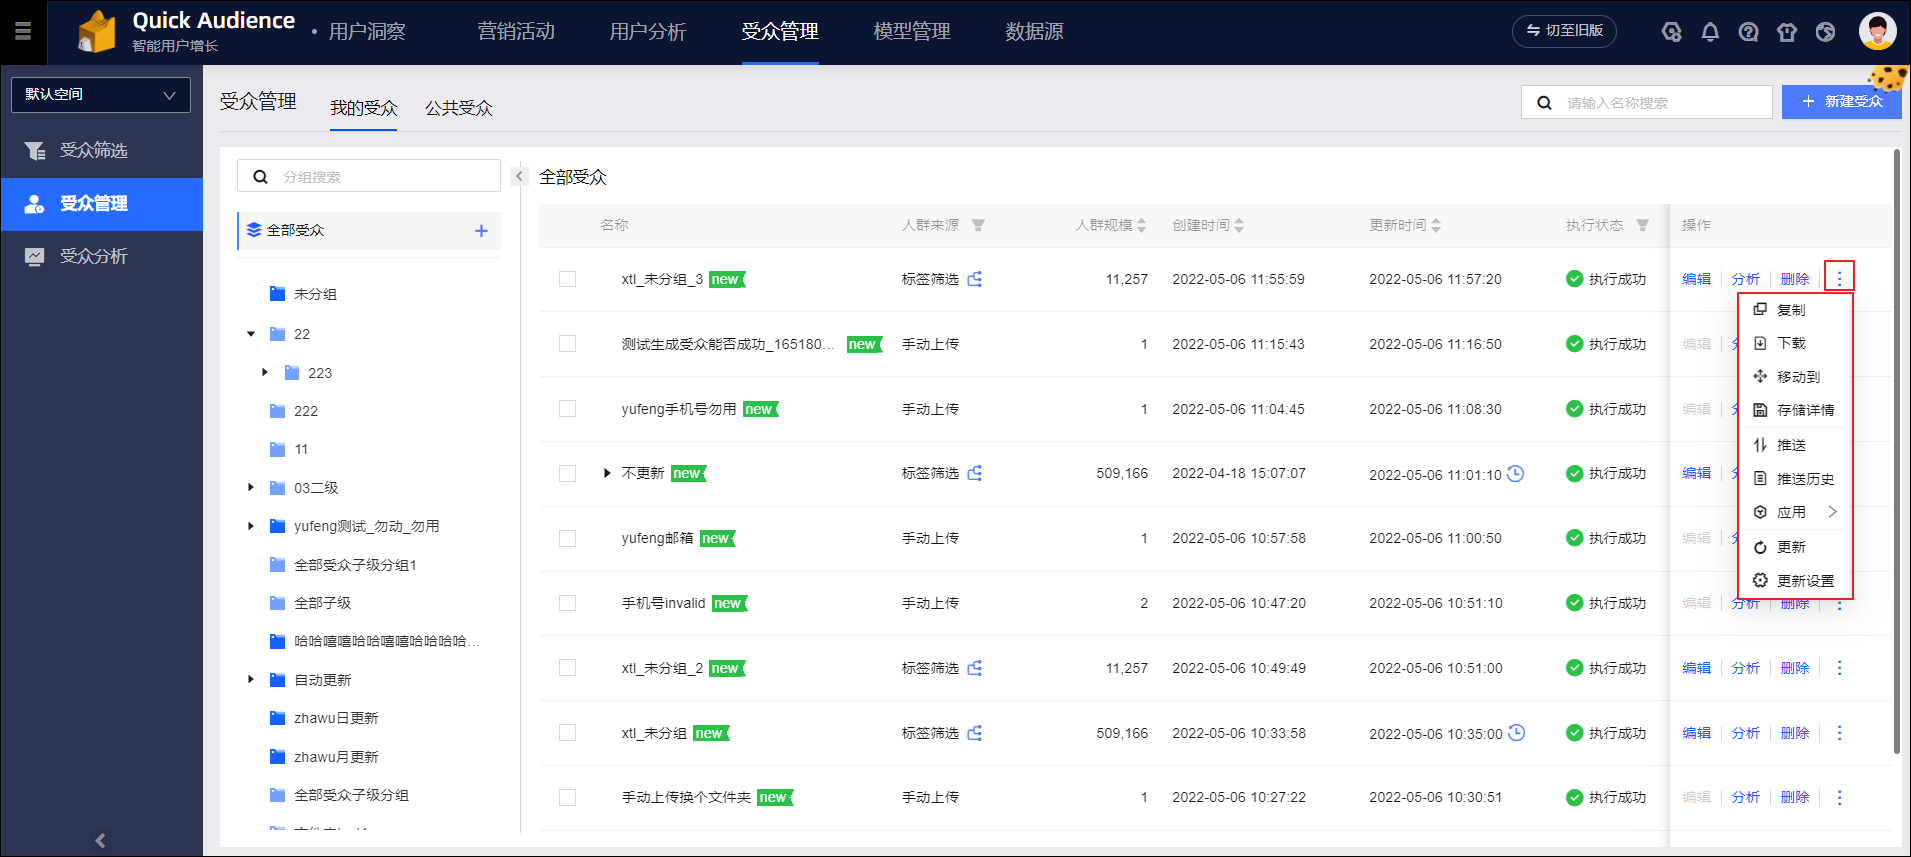 Quick Audience
智能用户增长
用户洞察
营销活动
用户分析
受众管理
模型管理
数据源
切至旧版
默认空间
受众筛选
受众管理
受众分析
受众管理
我的受众
公共受众
请输入名称搜索
新建受众
分组搜索
全部受众
未分组
22
223
222
11
03二级
yufeng测试_勿动_勿用
全部受众子级分组1
全部子级
哈哈嘻嘻哈哈嘻嘻哈哈哈哈...
自动更新
zhawu日更新
zhawu月更新
全部受众子级分组
全部受众
名称 人群来源 人群规模 创建时间 更新时间 执行状态 操作
xtl_未分组_3 new 标签筛选 11,257 2022-05-06 11:55:59 2022-05-06 11:57:20 执行成功 编辑 分析 删除
测试生成受众能否成功_165180... new 手动上传 1 2022-05-06 11:15:43 2022-05-06 11:16:50 执行成功 编辑
yufeng手机号勿用 new 手动上传 1 2022-05-06 11:04:45 2022-05-06 11:08:30 执行成功 编辑
不更新 new 标签筛选 509,166 2022-04-18 15:07:07 2022-05-06 11:01:10 执行成功 编辑
yufeng邮箱 new 手动上传 1 2022-05-06 10:57:58 2022-05-06 11:00:50 执行成功 编辑
手机号invalid new 手动上传 2 2022-05-06 10:47:20 2022-05-06 10:51:10 执行成功 编辑 分析 删除
xtl_未分组_2 new 标签筛选 11,257 2022-05-06 10:49:49 2022-05-06 10:51:00 执行成功 编辑 分析 删除
xtl_未分组 new 标签筛选 509,166 2022-05-06 10:33:58 2022-05-06 10:35:00 执行成功 编辑 分析 删除
手动上传换个文件夹 new 手动上传 1 2022-05-06 10:27:22 2022-05-06 10:30:51 执行成功 编辑 分析 删除
复制
下载
移动到
存储详情
推送
推送历史
应用
更新
更新设置